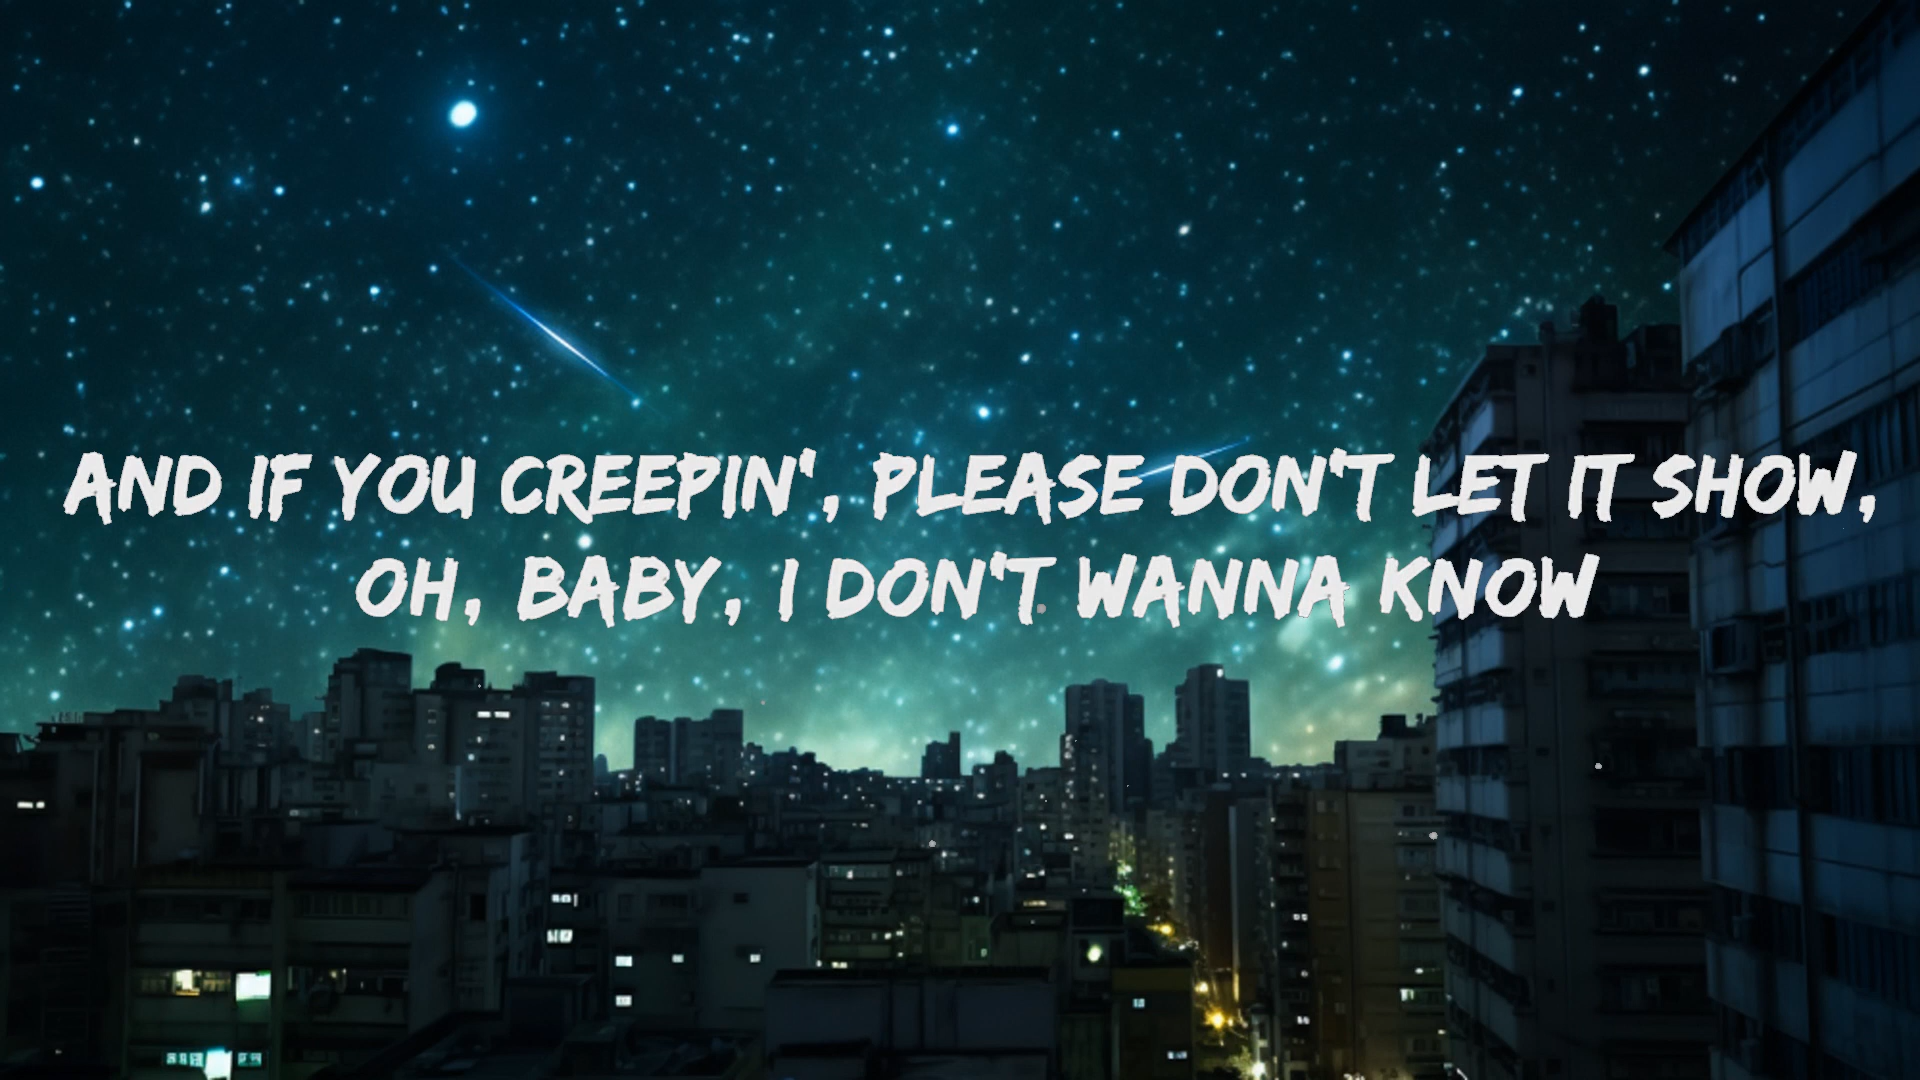 AND IF YOU CREEPIN', PLEASE DON'T LET IT SHOW,
OH, BABY, I DON'T WANNA KNOW